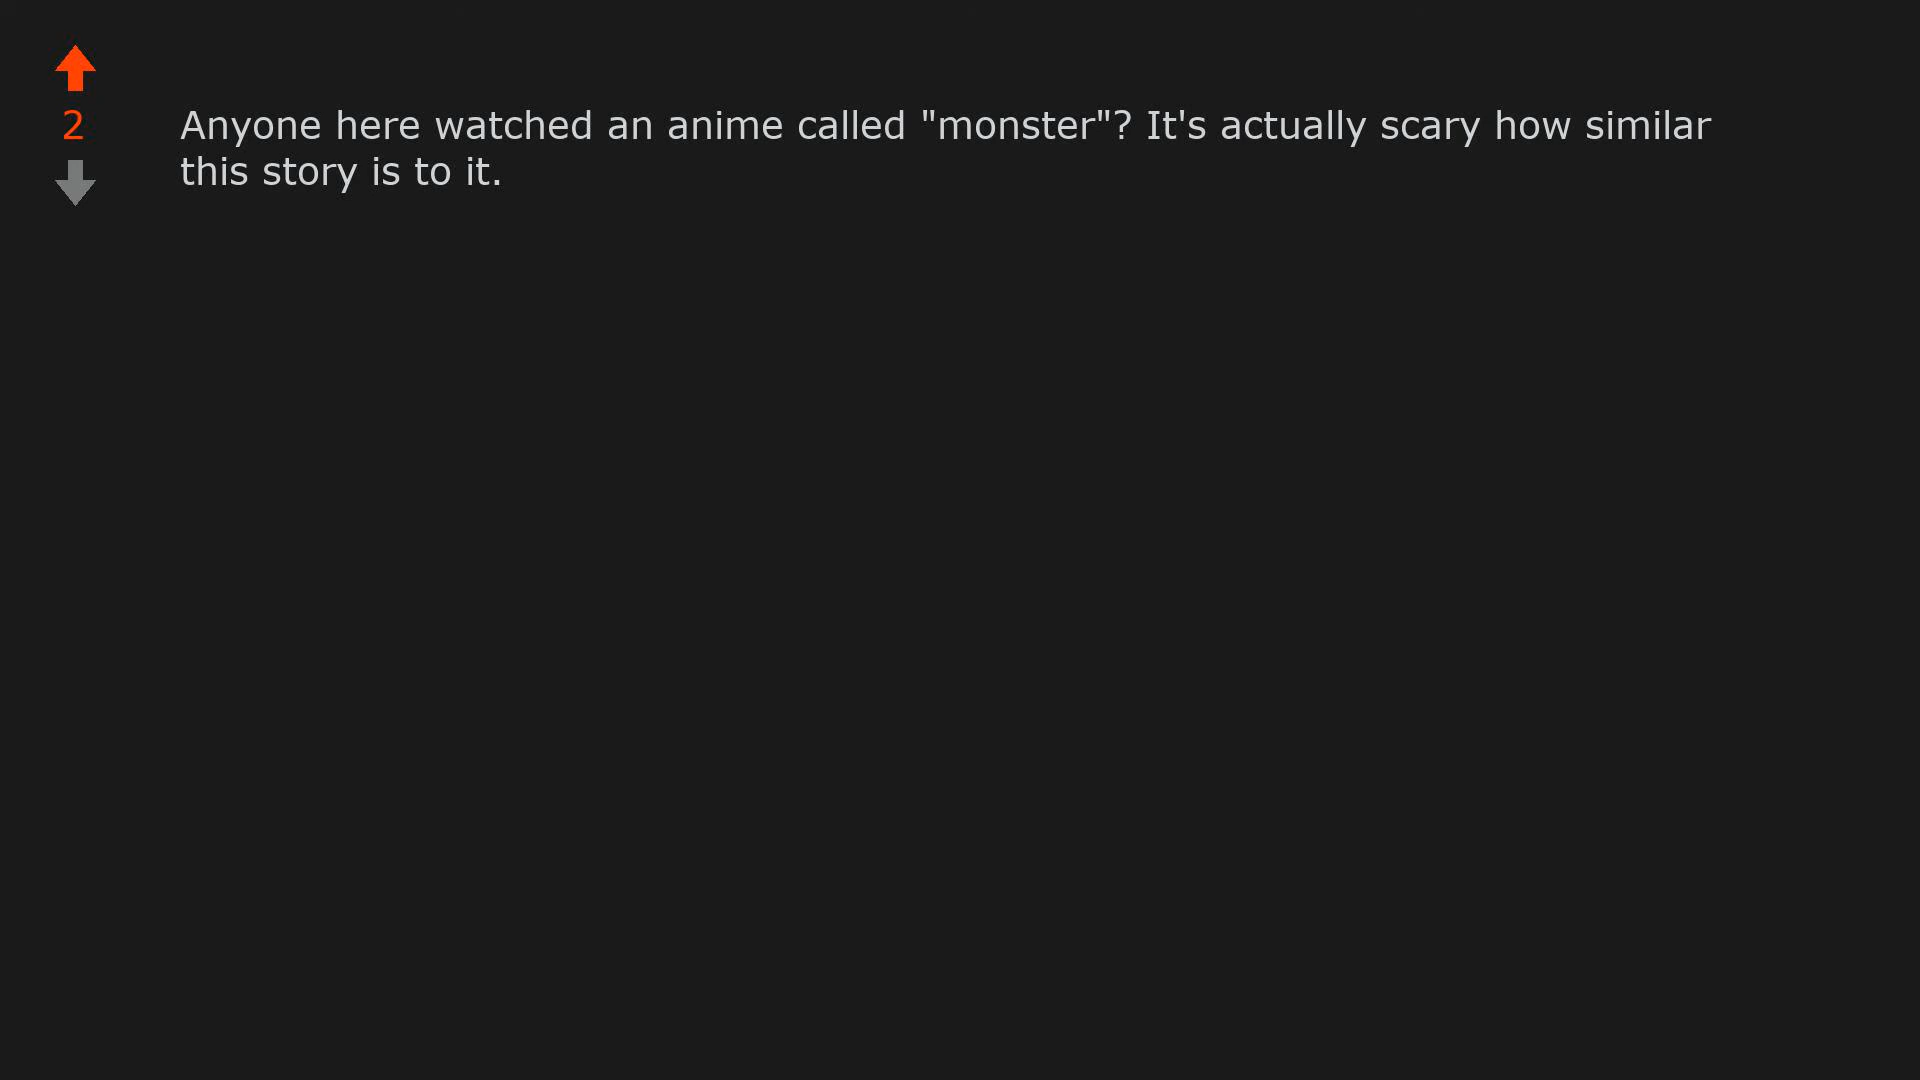 2
Anyone here watched an anime called "monster"? It's actually scary how similar
this story is to it.